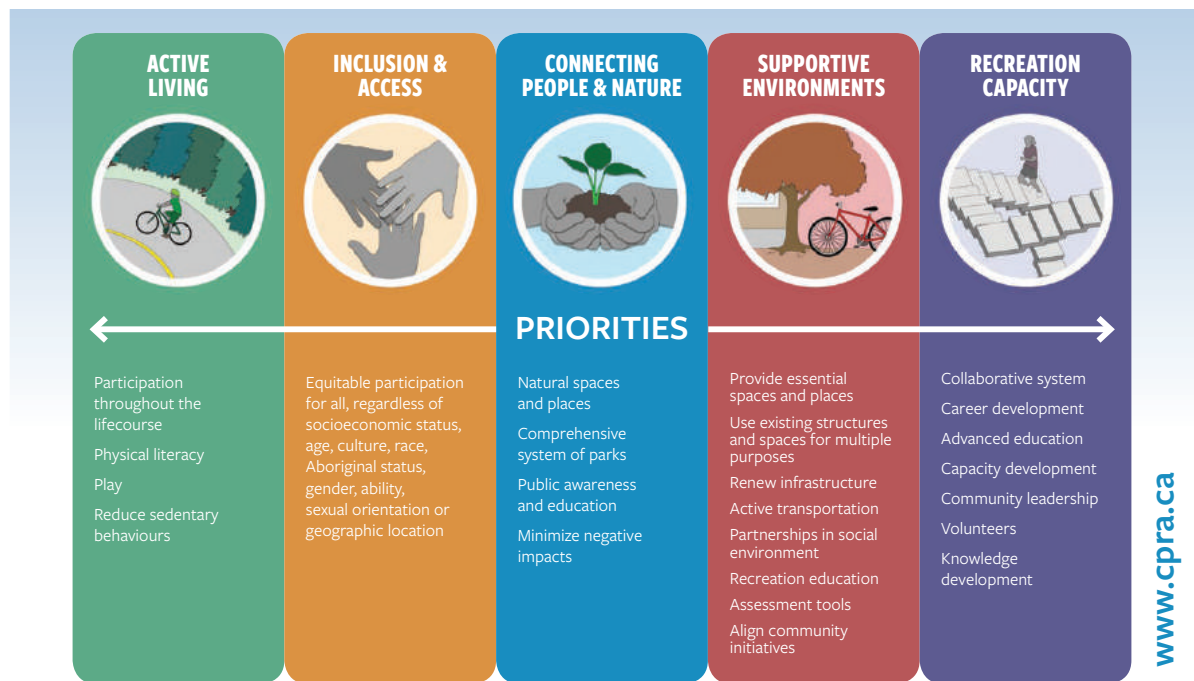 ACTIVE
LIVING
INCLUSION &
ACCESS
CONNECTING
PEOPLE & NATURE
SUPPORTIVE
ENVIRONMENTS
RECREATION
CAPACITY
PRIORITIES
Participation
throughout the
lifecourse
Physical literacy
Play
Reduce sedentary
behaviours
Equitable participation
for all, regardless of
socioeconomic status,
age, culture, race,
Aboriginal status,
gender, ability,
sexual orientation or
geographic location
Natural spaces
and places
Comprehensive
system of parks
Public awareness
and education
Minimize negative
impacts
Provide essential
spaces and places
Use existing structures
and spaces for multiple
purposes
Renew infrastructure
Active transportation
Partnerships in social
environment
Recreation education
Assessment tools
Align community
initiatives
Collaborative system
Career development
Advanced education
Capacity development
Community leadership
Volunteers
Knowledge
development
www.cpra.ca